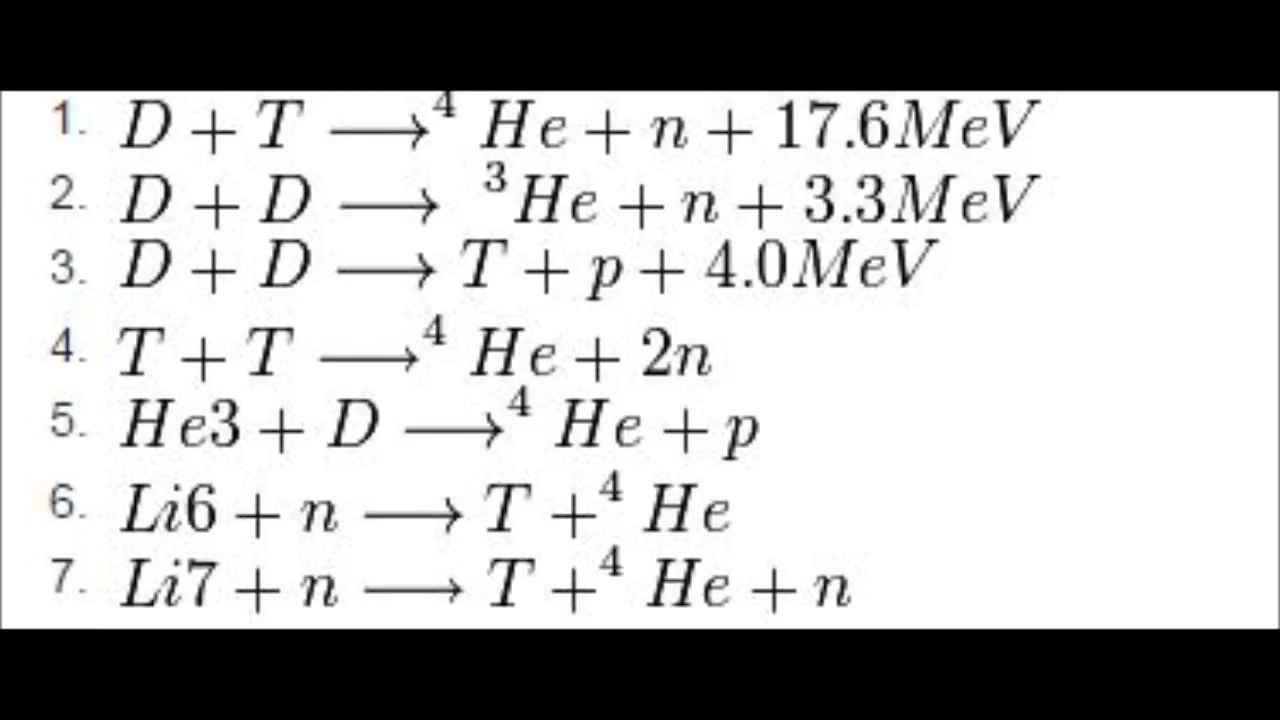 1. D + T ⟶⁴ He + n + 17.6MeV
2. D + D ⟶ ³He + n + 3.3MeV
3. D + D ⟶ T + p + 4.0MeV
4. T + T ⟶⁴ He + 2n
5. He3 + D ⟶⁴ He + p
6. Li6 + n ⟶ T +⁴ He
7. Li7 + n ⟶ T +⁴ He + n